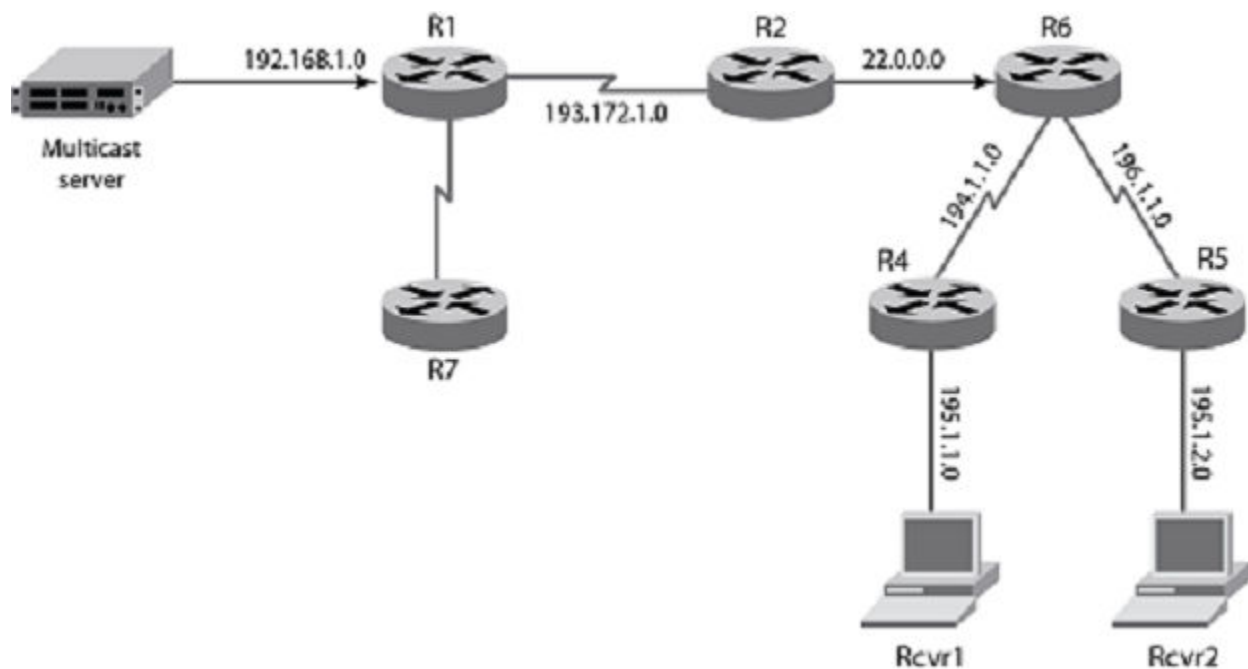 R1
R2
R6
192.168.1.0
22.0.0.0
193.172.1.0
Multicast
server
194.1.1.0
196.1.1.0
R4
R5
R7
195.1.1.0
195.1.2.0
Rcvr1
Rcvr2